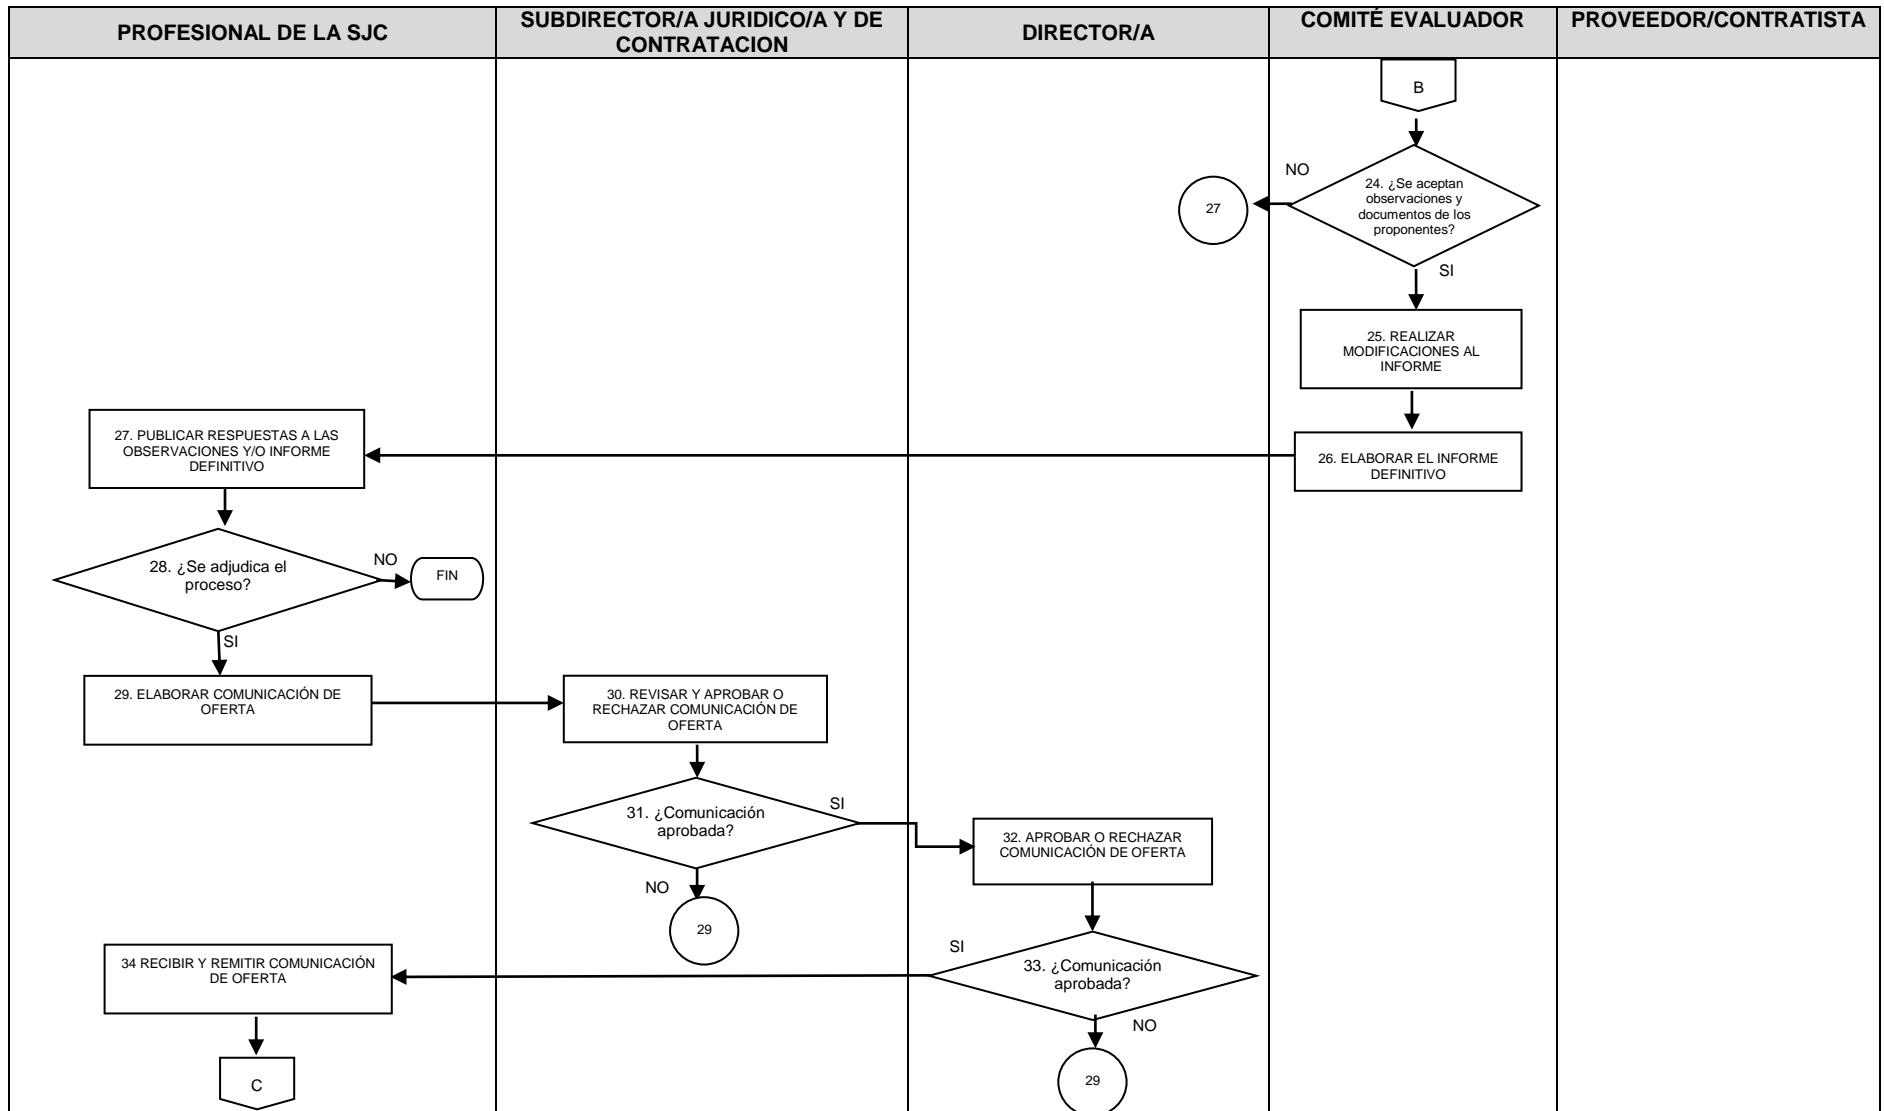 PROFESIONAL DE LA SJC
SUBDIRECTOR/A JURIDICO/A Y DE
CONTRATACION
DIRECTOR/A
COMITÉ EVALUADOR
PROVEEDOR/CONTRATISTA
B
NO
24. ¿Se aceptan
observaciones y
documentos de los
proponentes?
27
SI
25. REALIZAR
MODIFICACIONES AL
INFORME
26. ELABORAR EL INFORME
DEFINITIVO
27. PUBLICAR RESPUESTAS A LAS
OBSERVACIONES Y/O INFORME
DEFINITIVO
28. ¿Se adjudica el
proceso?
NO
FIN
SI
29. ELABORAR COMUNICACIÓN DE
OFERTA
30. REVISAR Y APROBAR O
RECHAZAR COMUNICACIÓN DE
OFERTA
31. ¿Comunicación
aprobada?
SI
NO
29
32. APROBAR O RECHAZAR
COMUNICACIÓN DE OFERTA
33. ¿Comunicación
aprobada?
SI
NO
29
34 RECIBIR Y REMITIR COMUNICACIÓN
DE OFERTA
C